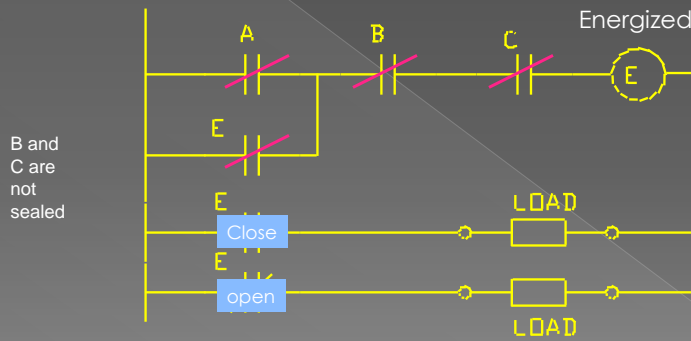 Energized
A
B
C
E
E
B and
C are
not
sealed
E
LOAD
Close
E
open
LOAD